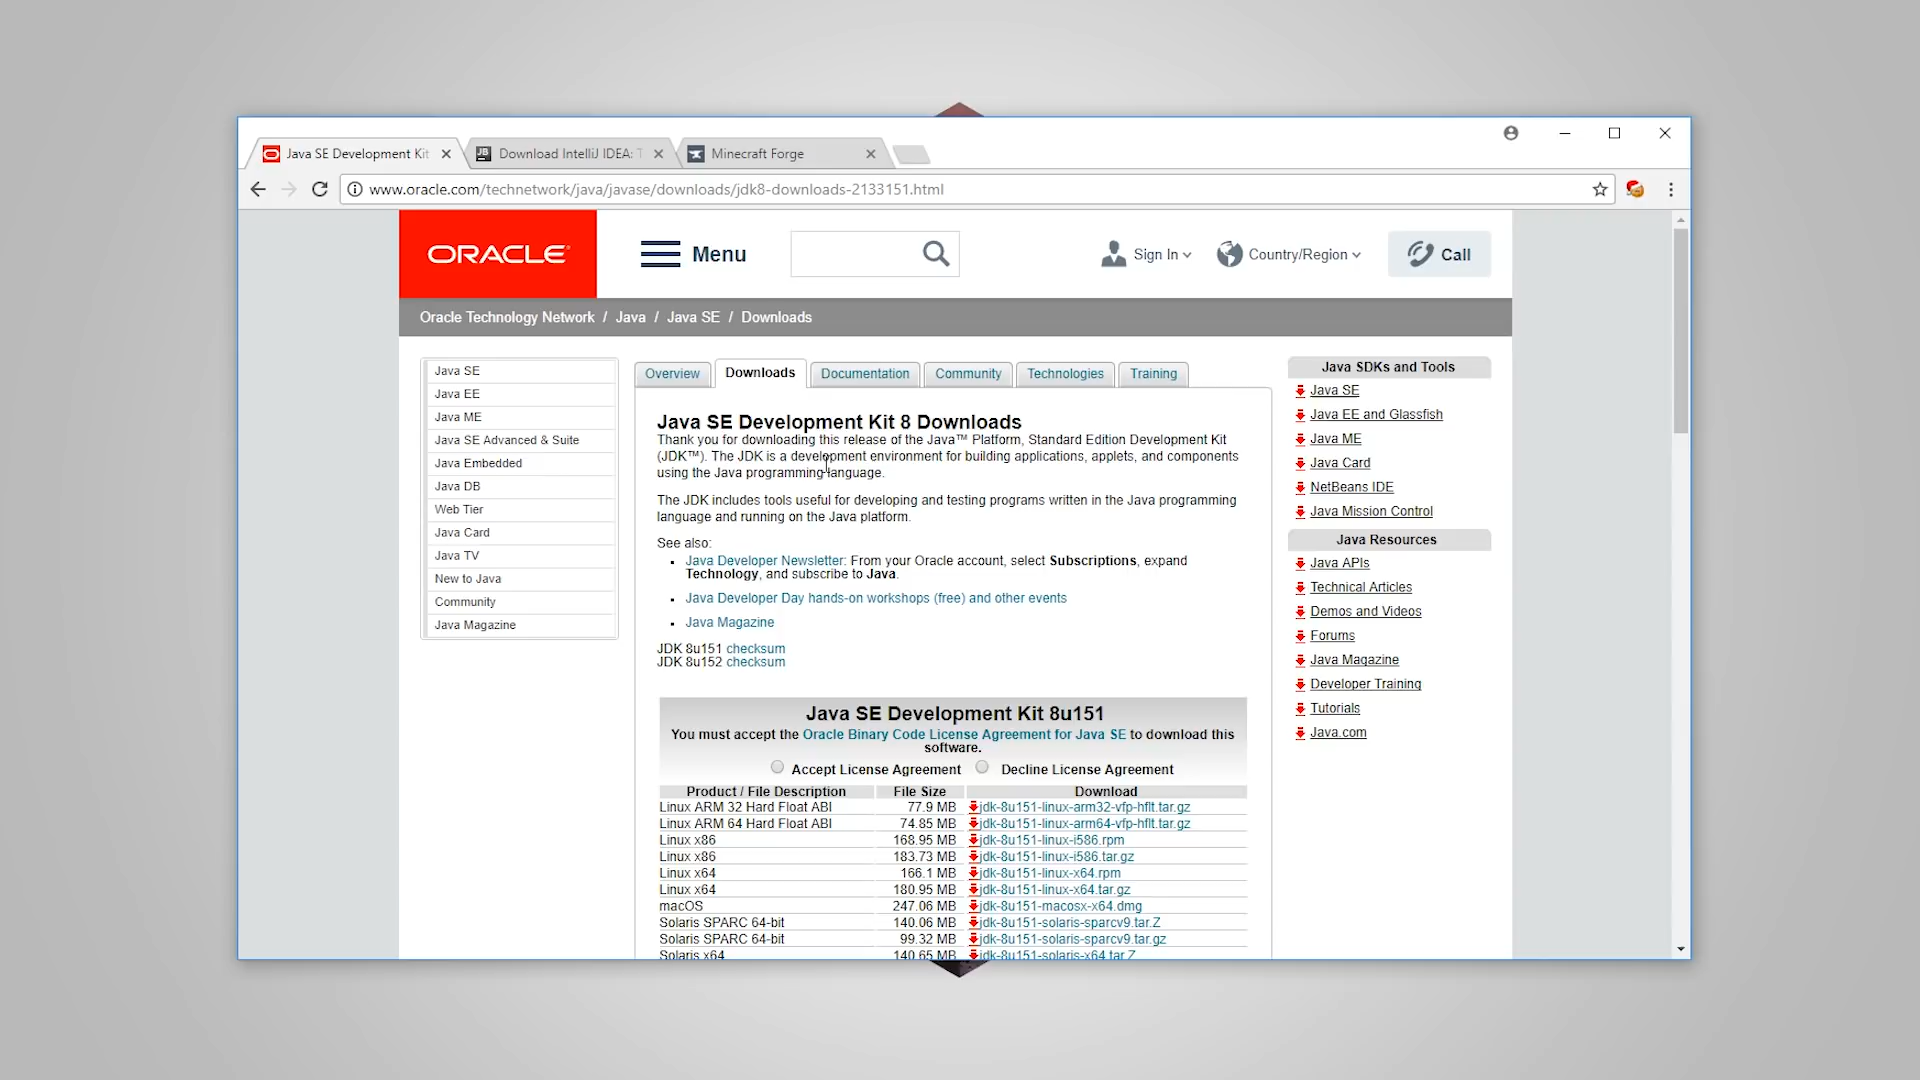 Java SE Development Kit
Download IntelliJ IDEA: T
Minecraft Forge
www.oracle.com/technetwork/java/javase/downloads/jdk8-downloads-2133151.html
ORACLE
Menu
Sign In
Country/Region
Call
Oracle Technology Network / Java / Java SE / Downloads
Java SE
Java EE
Java ME
Java SE Advanced & Suite
Java Embedded
Java DB
Web Tier
Java Card
Java TV
New to Java
Community
Java Magazine
Overview
Downloads
Documentation
Community
Technologies
Training
Java SE Development Kit 8 Downloads
Thank you for downloading this release of the Java™ Platform, Standard Edition Development Kit
(JDK™). The JDK is a development environment for building applications, applets, and components
using the Java programming language.
The JDK includes tools useful for developing and testing programs written in the Java programming
language and running on the Java platform.
See also:
Java Developer Newsletter: From your Oracle account, select Subscriptions, expand
Technology, and subscribe to Java.
Java Developer Day hands-on workshops (free) and other events
Java Magazine
JDK 8u151 checksum
JDK 8u152 checksum
Java SE Development Kit 8u151
You must accept the Oracle Binary Code License Agreement for Java SE to download this
software.
Accept License Agreement
Decline License Agreement
Product / File Description File Size Download
Linux ARM 32 Hard Float ABI 77.9 MB jdk-8u151-linux-arm32-vfp-hflt.tar.gz
Linux ARM 64 Hard Float ABI 74.85 MB jdk-8u151-linux-arm64-vfp-hflt.tar.gz
Linux x86 168.95 MB jdk-8u151-linux-i586.rpm
Linux x86 183.73 MB jdk-8u151-linux-i586.tar.gz
Linux x64 166.1 MB jdk-8u151-linux-x64.rpm
Linux x64 180.95 MB jdk-8u151-linux-x64.tar.gz
macOS 247.06 MB jdk-8u151-macosx-x64.dmg
Solaris SPARC 64-bit 140.06 MB jdk-8u151-solaris-sparcv9.tar.Z
Solaris SPARC 64-bit 99.32 MB jdk-8u151-solaris-sparcv9.tar.gz
Solaris x64 140.65 MB jdk-8u151-solaris-x64.tar.Z
Java SDKs and Tools
Java SE
Java EE and Glassfish
Java ME
Java Card
NetBeans IDE
Java Mission Control
Java Resources
Java APIs
Technical Articles
Demos and Videos
Forums
Java Magazine
Developer Training
Tutorials
Java.com